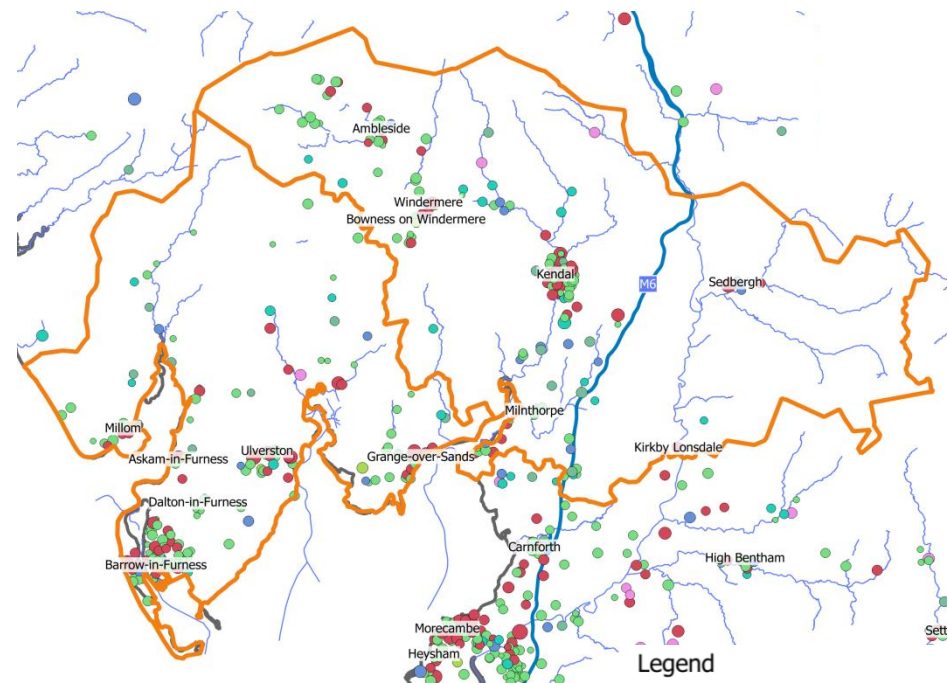 Ambleside
Windermere
Bowness on Windermere
Kendal
M6
Sedbergh
Milnthorpe
Millom
Kirkby Lonsdale
Ulverston
Grange-over-Sands
Askam-in-Furness
Dalton-in-Furness
Carnforth
High Bentham
Barrow-in-Furness
Morecambe
Sett
Heysham
Legend